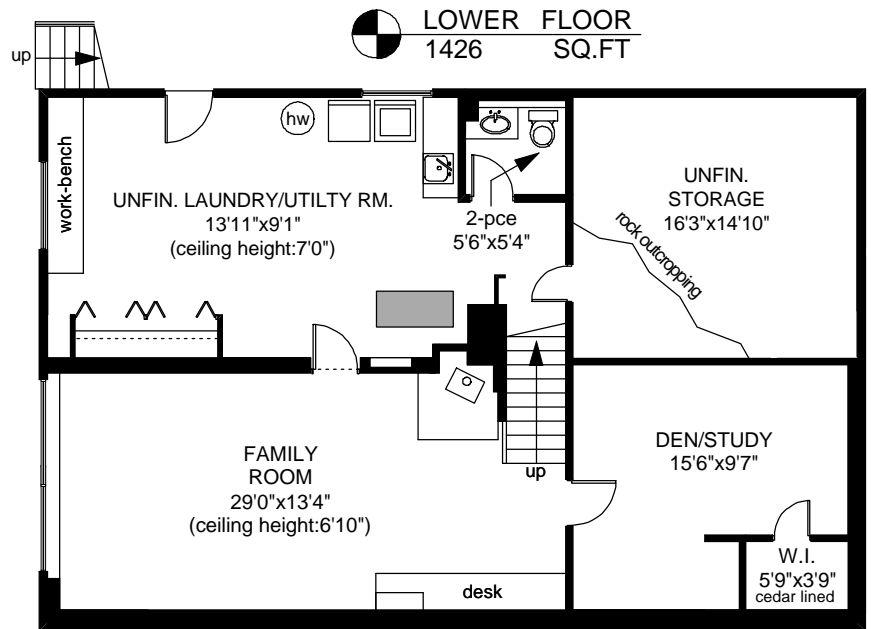 LOWER FLOOR
1426 SQ.FT
up
hw
work-bench
UNFIN. LAUNDRY/UTILTY RM.
13'11"x9'1"
(ceiling height:7'0")
2-pce
5'6"x5'4"
UNFIN.
STORAGE
16'3"x14'10"
rock outcropping
FAMILY
ROOM
29'0"x13'4"
(ceiling height:6'10")
up
DEN/STUDY
15'6"x9'7"
W.I.
5'9"x3'9"
cedar lined
desk